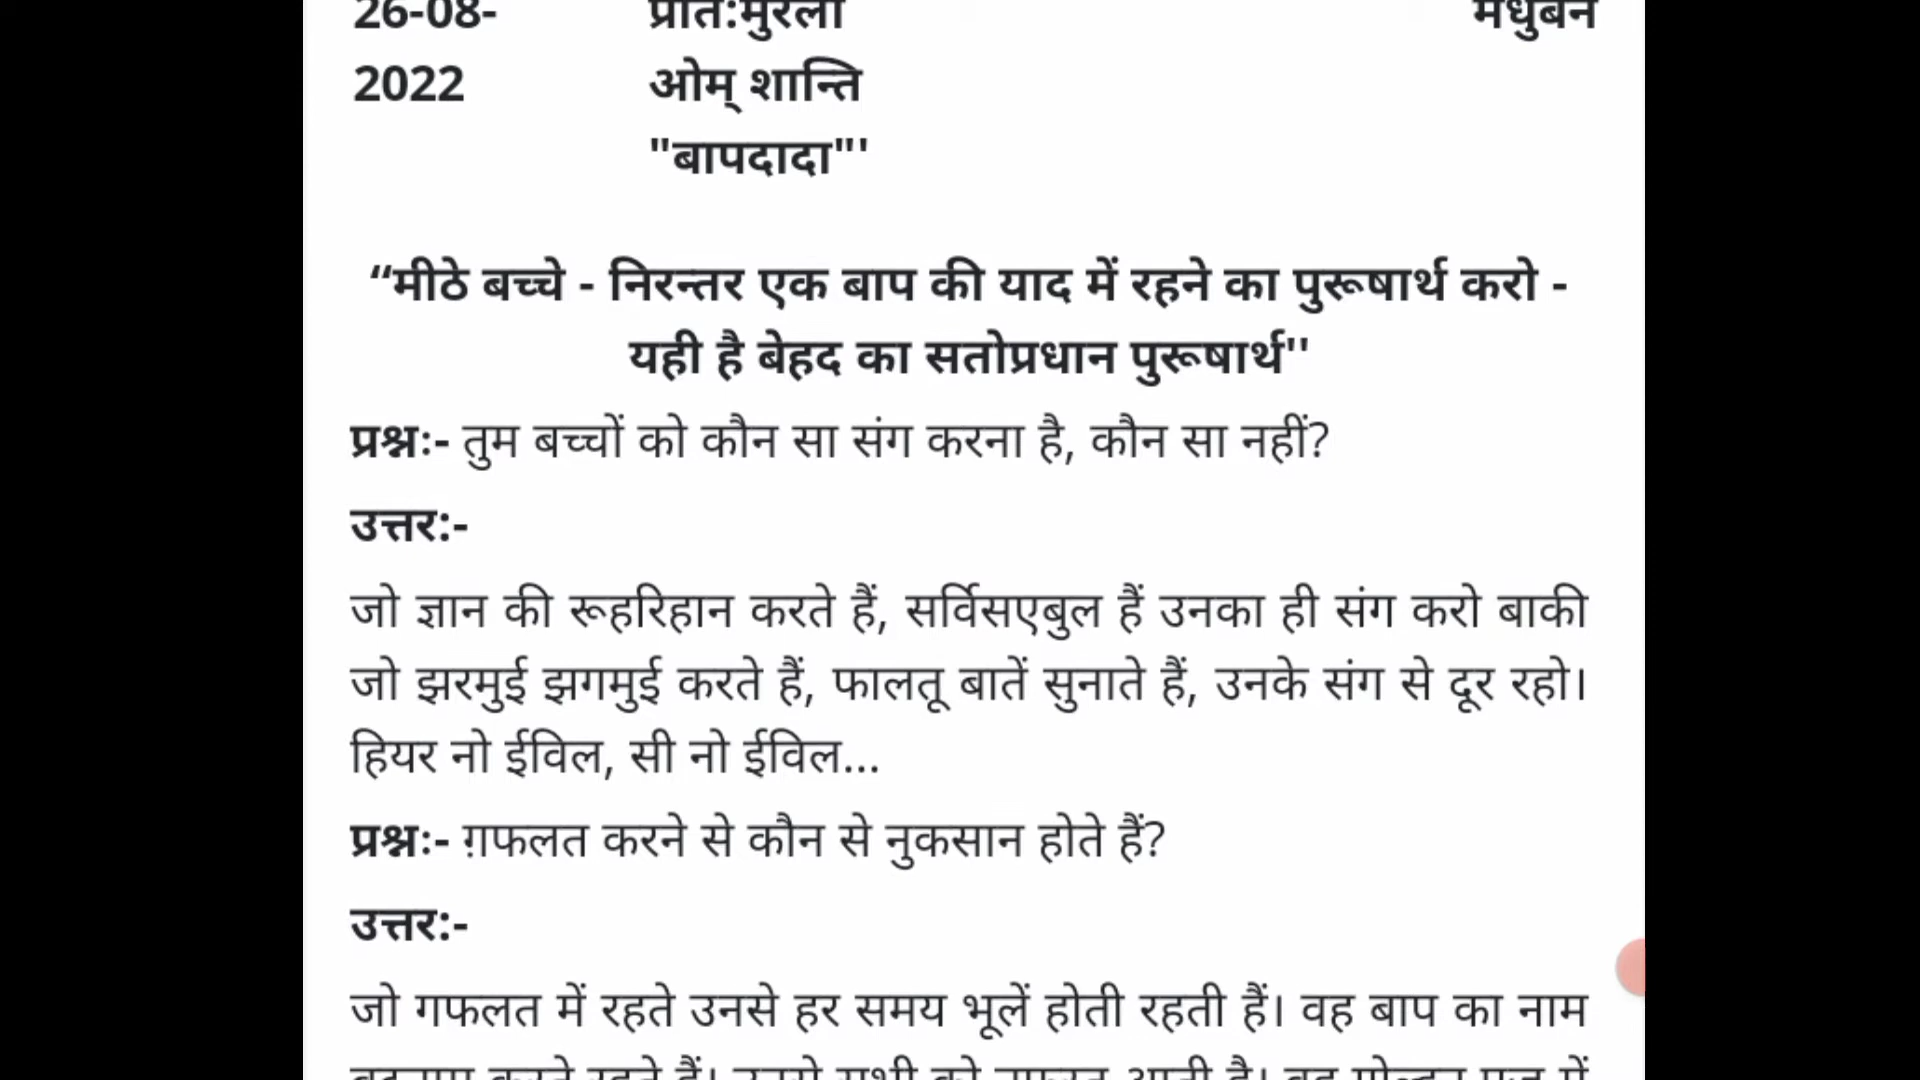 26-08- प्रात:मुरली मधुबन
2022 ओम् शान्ति
"बापदादा"'
“मीठे बच्चे - निरन्तर एक बाप की याद में रहने का पुरूषार्थ करो -
यही है बेहद का सतोप्रधान पुरूषार्थ''
प्रश्नः- तुम बच्चों को कौन सा संग करना है, कौन सा नहीं?
उत्तर:-
जो ज्ञान की रूहरिहान करते हैं, सर्विसएबुल हैं उनका ही संग करो बाकी
जो झरमुई झगमुई करते हैं, फालतू बातें सुनाते हैं, उनके संग से दूर रहो।
हियर नो ईविल, सी नो ईविल...
प्रश्नः- ग़फलत करने से कौन से नुकसान होते हैं?
उत्तर:-
जो गफलत में रहते उनसे हर समय भूलें होती रहती हैं। वह बाप का नाम